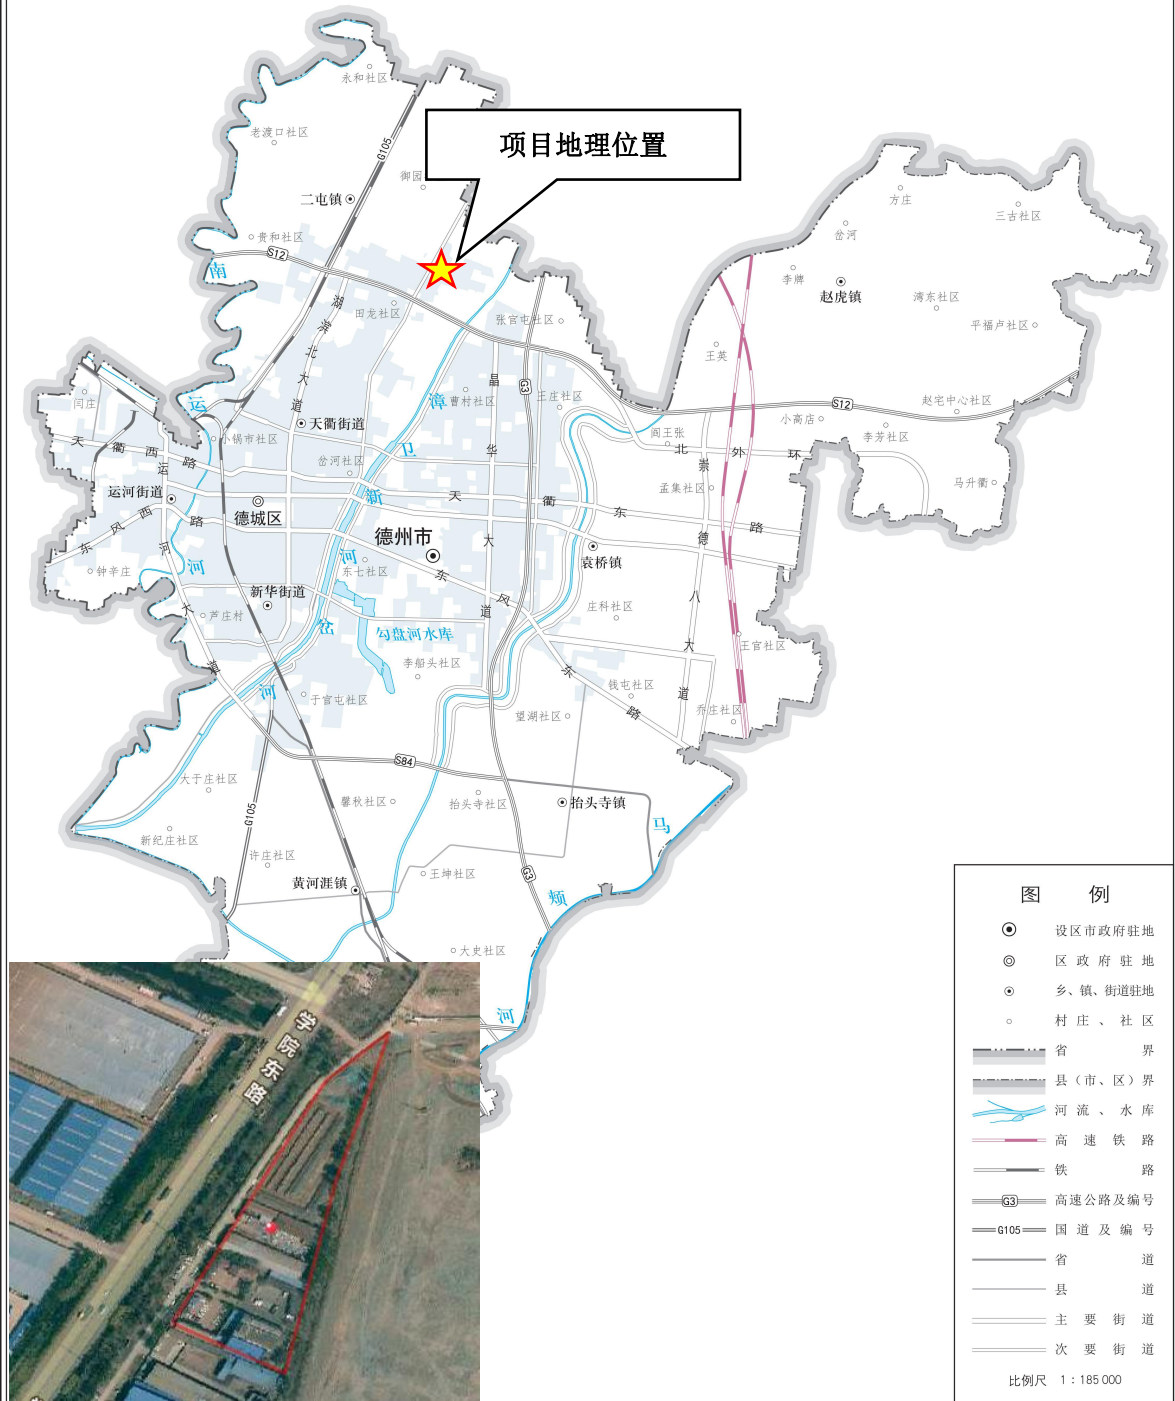 永和社区
老渡口社区
G105
项目地理位置
御园
二屯镇
贵和社区
S12
南
方庄
三古社区
岔河
李牌
赵虎镇
湾东社区
平福卢社区
湖滨北大道
田龙社区
张官屯社区
王英
G3
晶华大道
闫庄
运
漳
曹村社区
王庄社区
S12
赵宅中心社区
小高店
李芳社区
天衢街道
小锅市社区
卫
阎王张
北外环
天衢西路
岔河社区
崇德八大道
孟集社区
马升衢
运河街道
运河大道
德城区
新
天衢东路
东风西路
德州市
河
河
袁桥镇
钟辛庄
东七社区
东风东路
新华街道
庄科社区
芦庄村
岔
勾盘河水库
王官社区
李船头社区
河
于官屯社区
钱屯社区
望湖社区
乔庄社区
S84
大于庄社区
馨秋社区
抬头寺社区
抬头寺镇
G105
马
新纪庄社区
许庄社区
王坤社区
G3
黄河涯镇
颊
大史社区
河
学院东路
图 例
设区市政府驻地
区政府驻地
乡、镇、街道驻地
村庄、社区
省界
县（市、区）界
河流、水库
高速铁路
铁路
G3 高速公路及编号
G105 国道及编号
省道
县道
主要街道
次要街道
比例尺 1：185 000